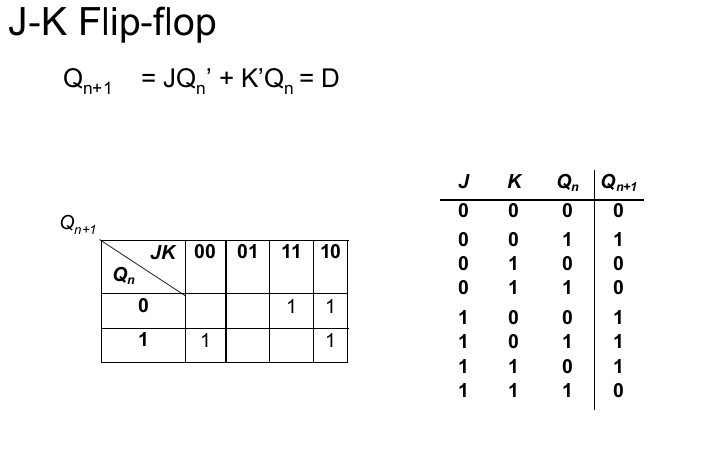 J-K Flip-flop
Qn+1 = JQn' + K'Qn = D
Qn+1
JK 00 01 11 10
Qn
0 1 1
1 1 1
J K Qn Qn+1
0 0 0 0
0 0 1 1
0 1 0 0
0 1 1 0
1 0 0 1
1 0 1 1
1 1 0 1
1 1 1 0